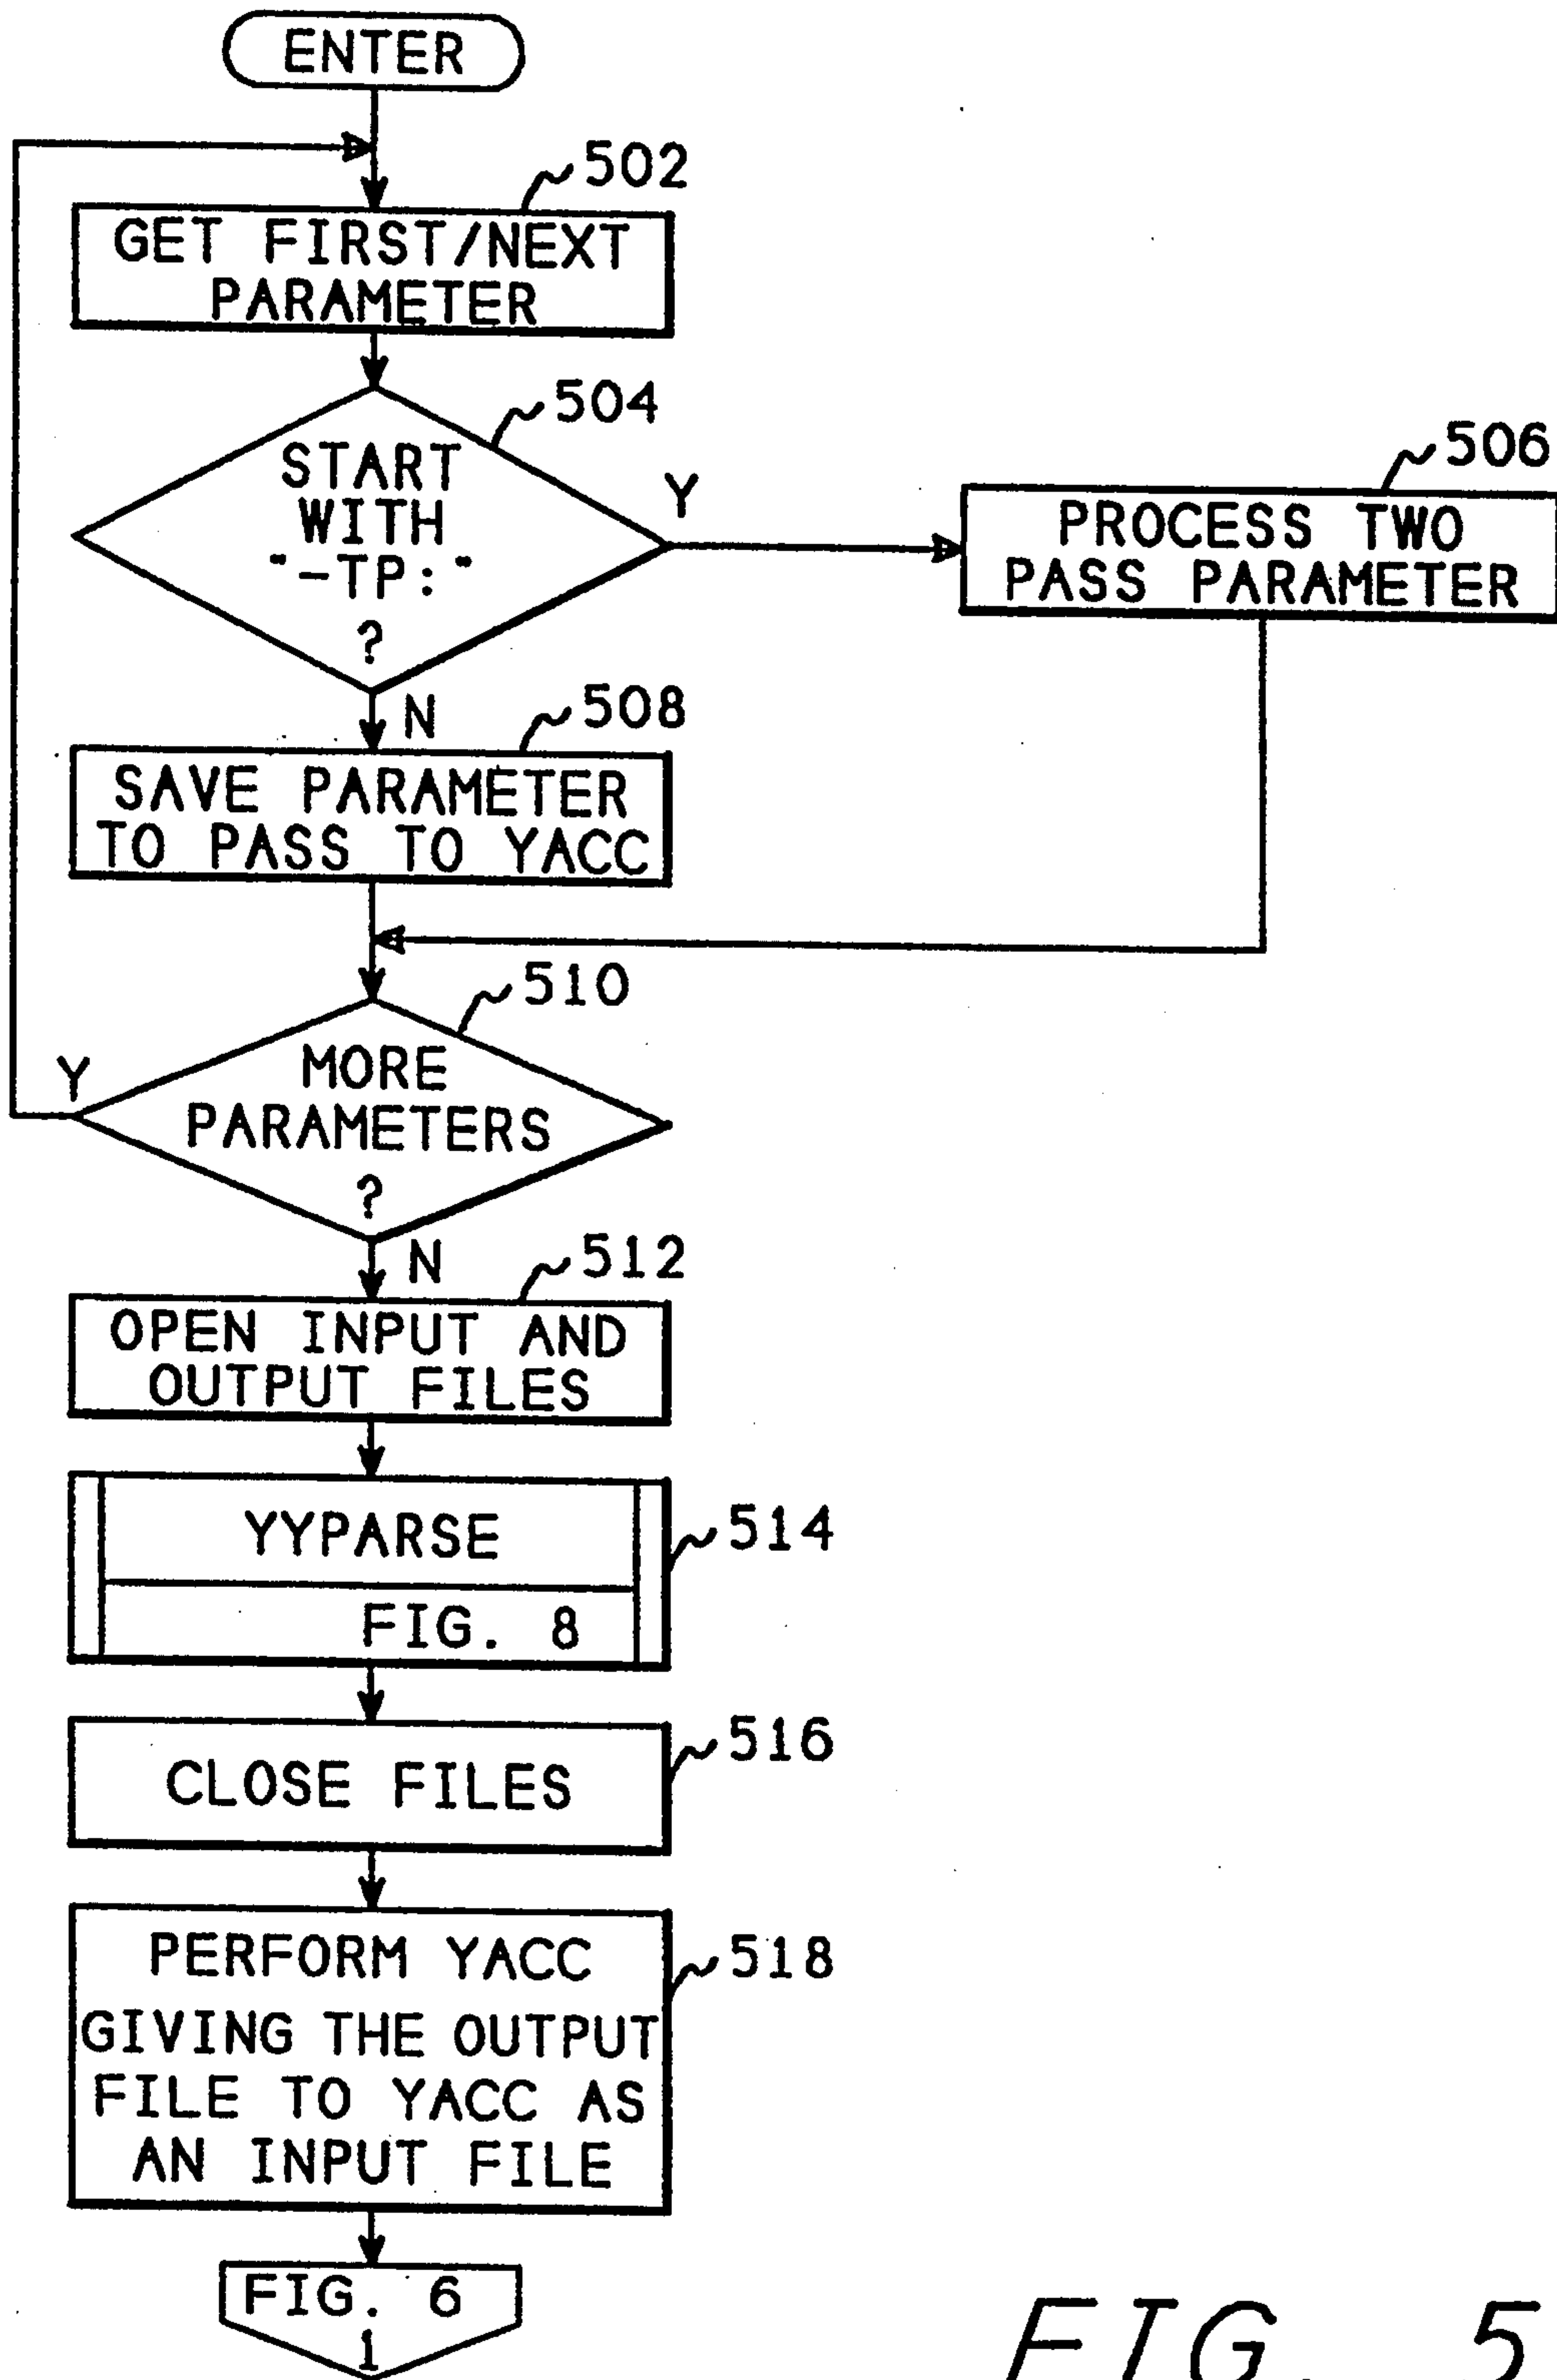 ENTER
502
GET FIRST/NEXT
PARAMETER
504
START
WITH
"-TP:"
?
Y
506
PROCESS TWO
PASS PARAMETER
N
508
SAVE PARAMETER
TO PASS TO YACC
510
Y
MORE
PARAMETERS
?
N
512
OPEN INPUT AND
OUTPUT FILES
514
YYPARSE
FIG. 8
516
CLOSE FILES
518
PERFORM YACC
GIVING THE OUTPUT
FILE TO YACC AS
AN INPUT FILE
FIG. 6
1
FIG. 5